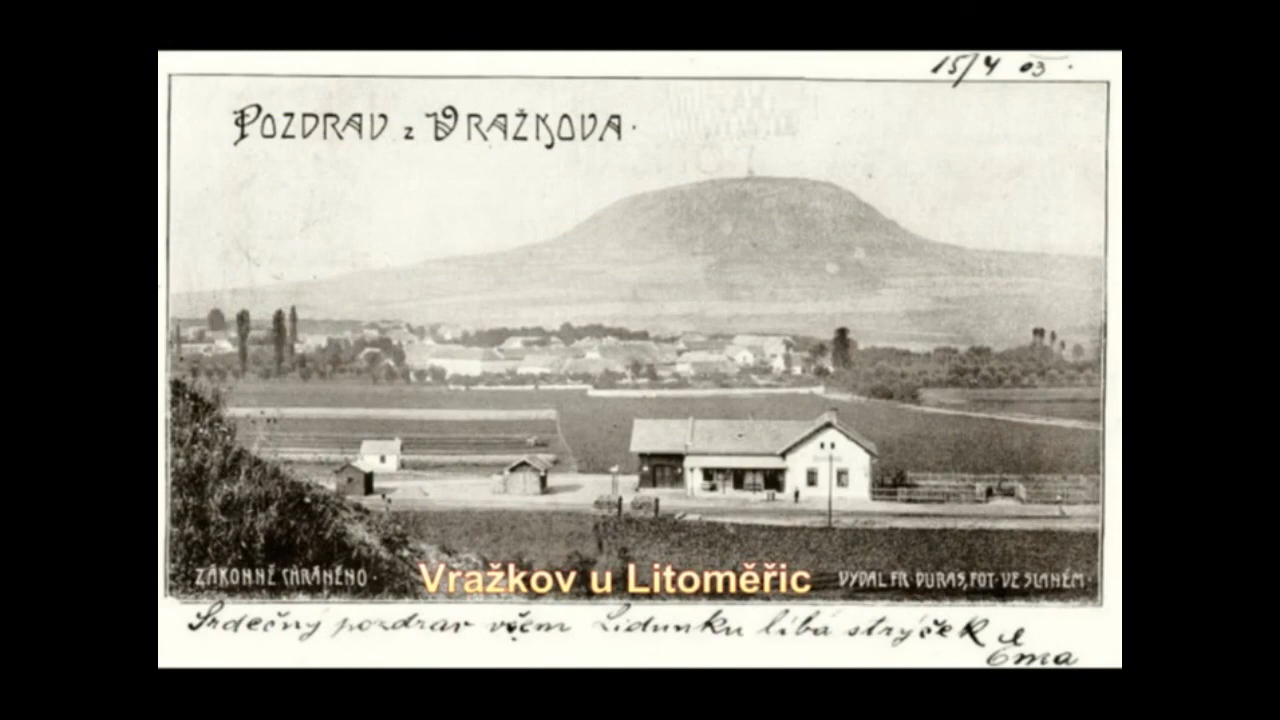 15/4 03.
Pozdrav z Vražkova.
ZÁKONNĚ CHRÁNĚNO.
Vražkov u Litoměřic
VYDAL FR. DURAS, FOT. VE SLANÉM.
Srdečný pozdrav všem Lidunku líbá strýček &
Ema